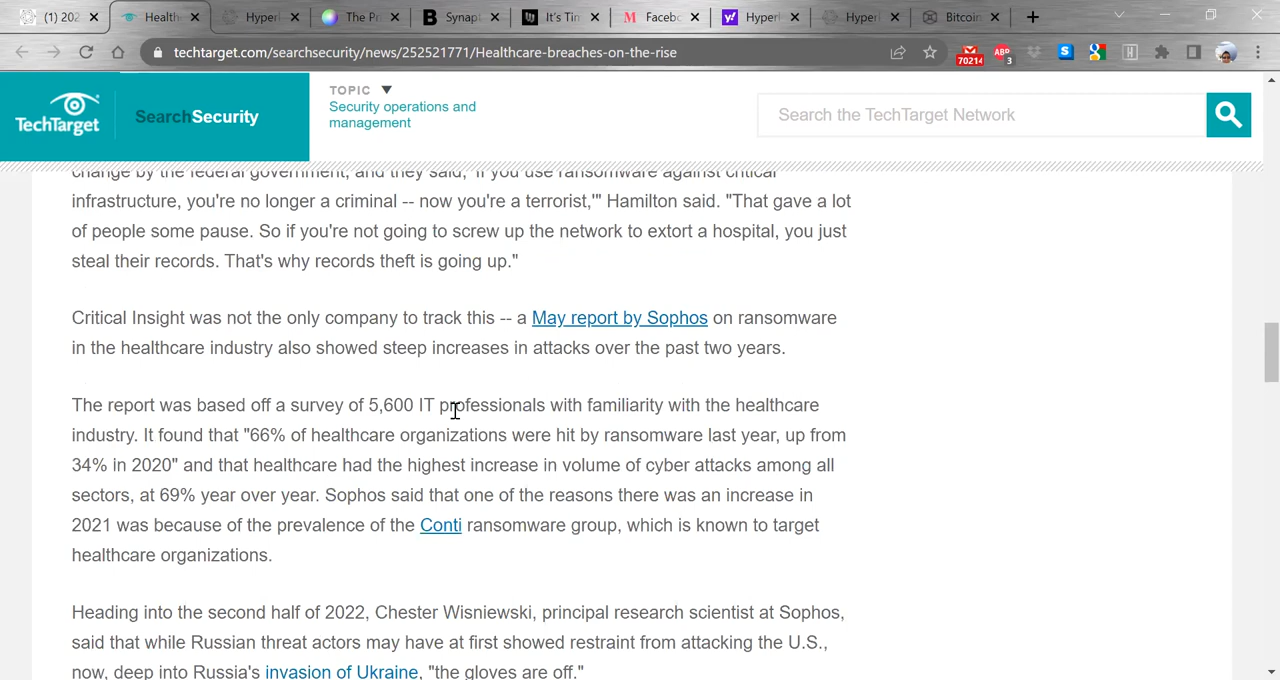 (1) 202
Health
Hyperl
The Pr
Synapt
It's Tin
Faceb
Hyperl
Hyperl
Bitcoin
techtarget.com/searchsecurity/news/252521771/Healthcare-breaches-on-the-rise
70214
ABP
3
TechTarget
SearchSecurity
TOPIC
Security operations and
management
Search the TechTarget Network
change by the federal government, and they said, 'If you use ransomware against critical
infrastructure, you're no longer a criminal -- now you're a terrorist,'" Hamilton said. "That gave a lot
of people some pause. So if you're not going to screw up the network to extort a hospital, you just
steal their records. That's why records theft is going up."
Critical Insight was not the only company to track this -- a May report by Sophos on ransomware
in the healthcare industry also showed steep increases in attacks over the past two years.
The report was based off a survey of 5,600 IT professionals with familiarity with the healthcare
industry. It found that "66% of healthcare organizations were hit by ransomware last year, up from
34% in 2020" and that healthcare had the highest increase in volume of cyber attacks among all
sectors, at 69% year over year. Sophos said that one of the reasons there was an increase in
2021 was because of the prevalence of the Conti ransomware group, which is known to target
healthcare organizations.
Heading into the second half of 2022, Chester Wisniewski, principal research scientist at Sophos,
said that while Russian threat actors may have at first showed restraint from attacking the U.S.,
now, deep into Russia's invasion of Ukraine, "the gloves are off."